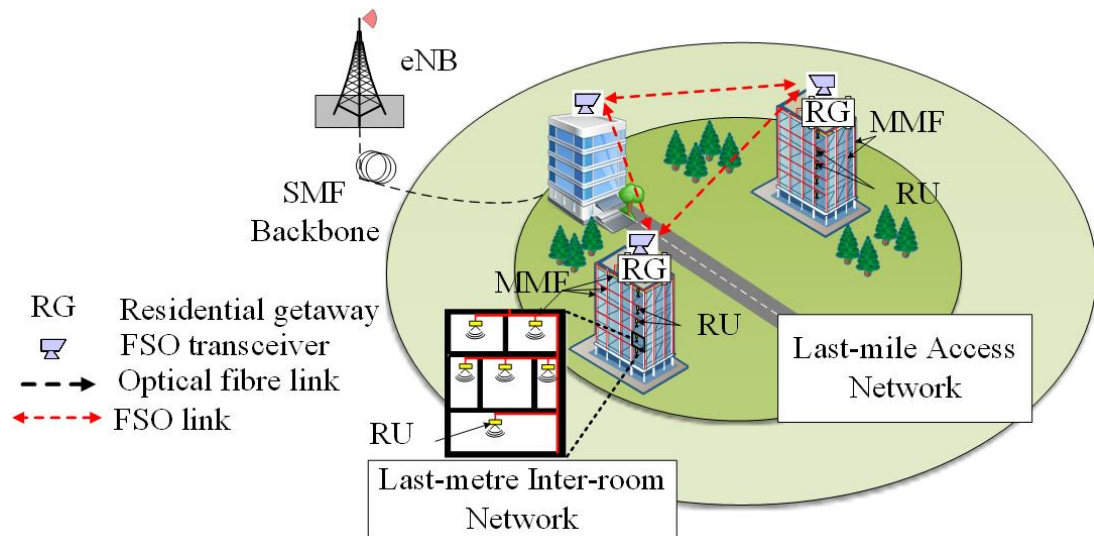 eNB
SMF
Backbone
RG
MMF
RU
RG
MMF
RU
RG Residential getaway
FSO transceiver
Optical fibre link
FSO link
RU
Last-mile Access
Network
Last-metre Inter-room
Network